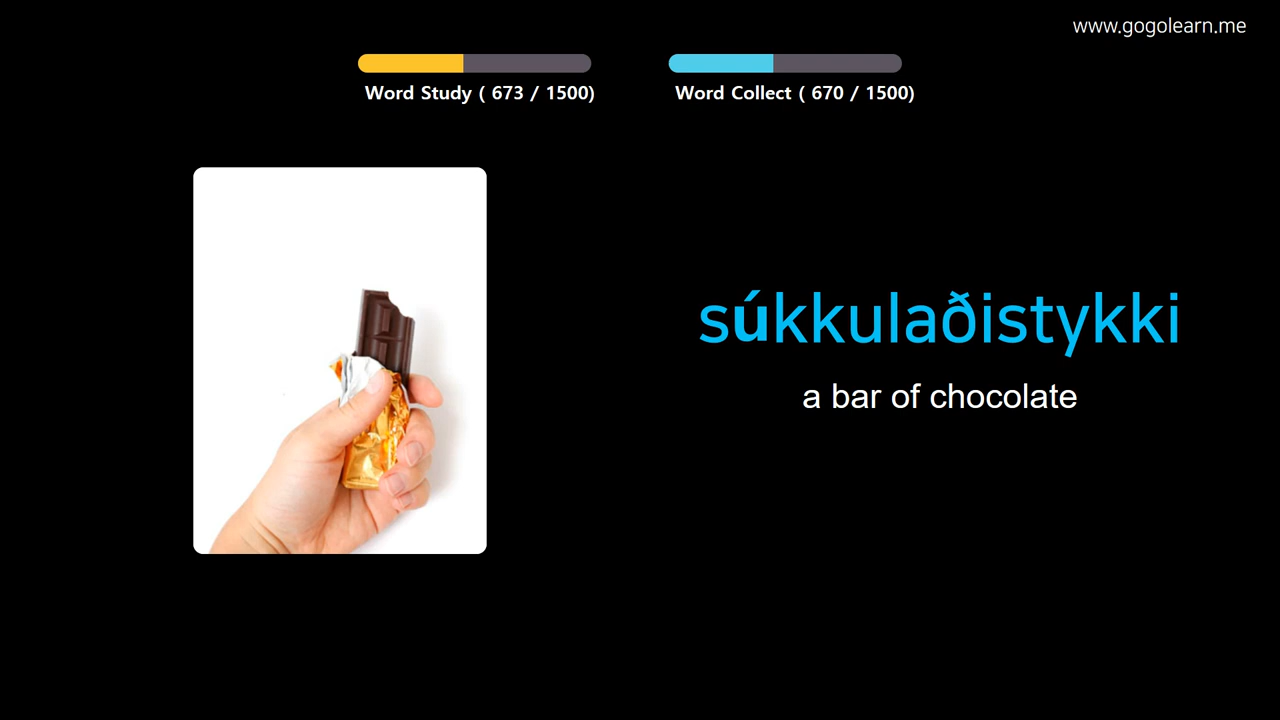 www.gogolearn.me
Word Study ( 673 / 1500)
Word Collect ( 670 / 1500)
súkkulaðistykki
a bar of chocolate